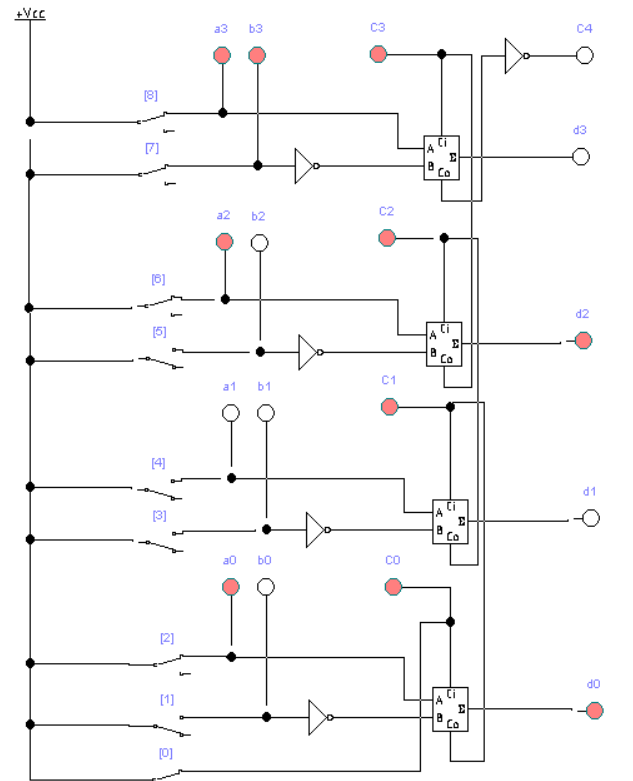 +Vcc
a3 b3 C3 C4
[8]
d3
[7]
A Ci Σ
B Co
a2 b2 C2
[6]
[5]
d2
A Ci Σ
B Co
a1 b1 C1
[4]
[3]
d1
A Ci Σ
B Co
a0 b0 C0
[2]
[1]
d0
A Ci Σ
B Co
[0]